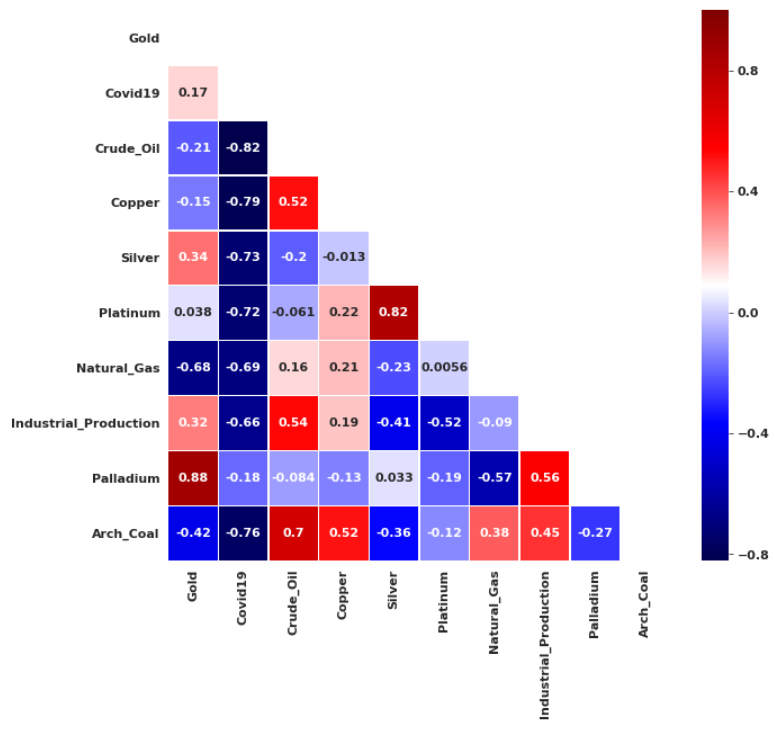 Gold
Covid19 0.17
0.8
Crude_Oil -0.21 -0.82
Copper -0.15 -0.79 0.52
0.4
Silver 0.34 -0.73 -0.2 -0.013
Platinum 0.038 -0.72 -0.061 0.22 0.82
0.0
Natural_Gas -0.68 -0.69 0.16 0.21 -0.23 0.0056
Industrial_Production 0.32 -0.66 0.54 0.19 -0.41 -0.52 -0.09
−0.4
Palladium 0.88 -0.18 -0.084 -0.13 0.033 -0.19 -0.57 0.56
Arch_Coal -0.42 -0.76 0.7 0.52 -0.36 -0.12 0.38 0.45 -0.27
−0.8
Gold
Covid19
Crude_Oil
Copper
Silver
Platinum
Natural_Gas
Industrial_Production
Palladium
Arch_Coal